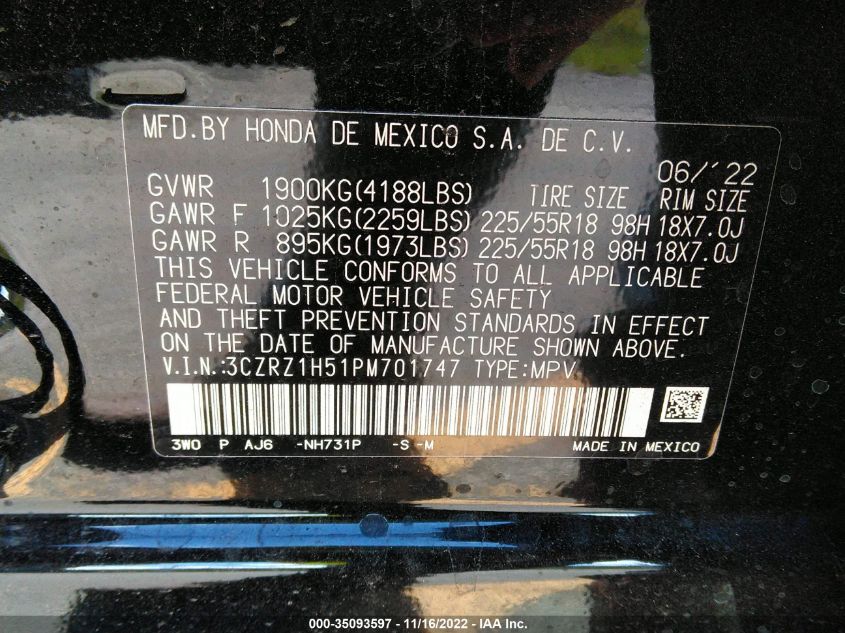 MFD.BY HONDA DE MEXICO S.A. DE C.V.
06/'22
GVWR 1900KG(4188LBS) TIRE SIZE RIM SIZE
GAWR F 1025KG(2259LBS) 225/55R18 98H 18X7.0J
GAWR R 895KG(1973LBS) 225/55R18 98H 18X7.0J
THIS VEHICLE CONFORMS TO ALL APPLICABLE
FEDERAL MOTOR VEHICLE SAFETY
AND THEFT PREVENTION STANDARDS IN EFFECT
ON THE DATE OF MANUFACTURE SHOWN ABOVE.
V.I.N.:3CZRZ1H51PM701747 TYPE:MPV
3W0 P AJ6 -NH731P -S -M MADE IN MEXICO
000-35093597 - 11/16/2022 - IAA Inc.